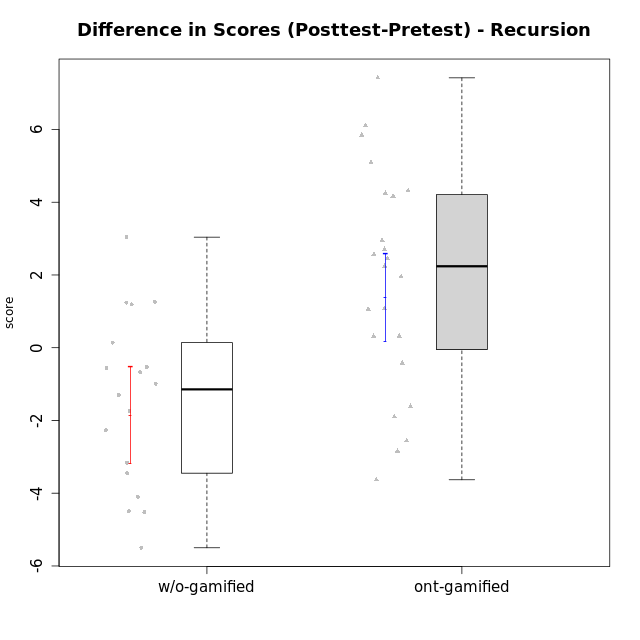 Difference in Scores (Posttest-Pretest) - Recursion
score
6
4
2
0
-2
-4
-6
w/o-gamified
ont-gamified